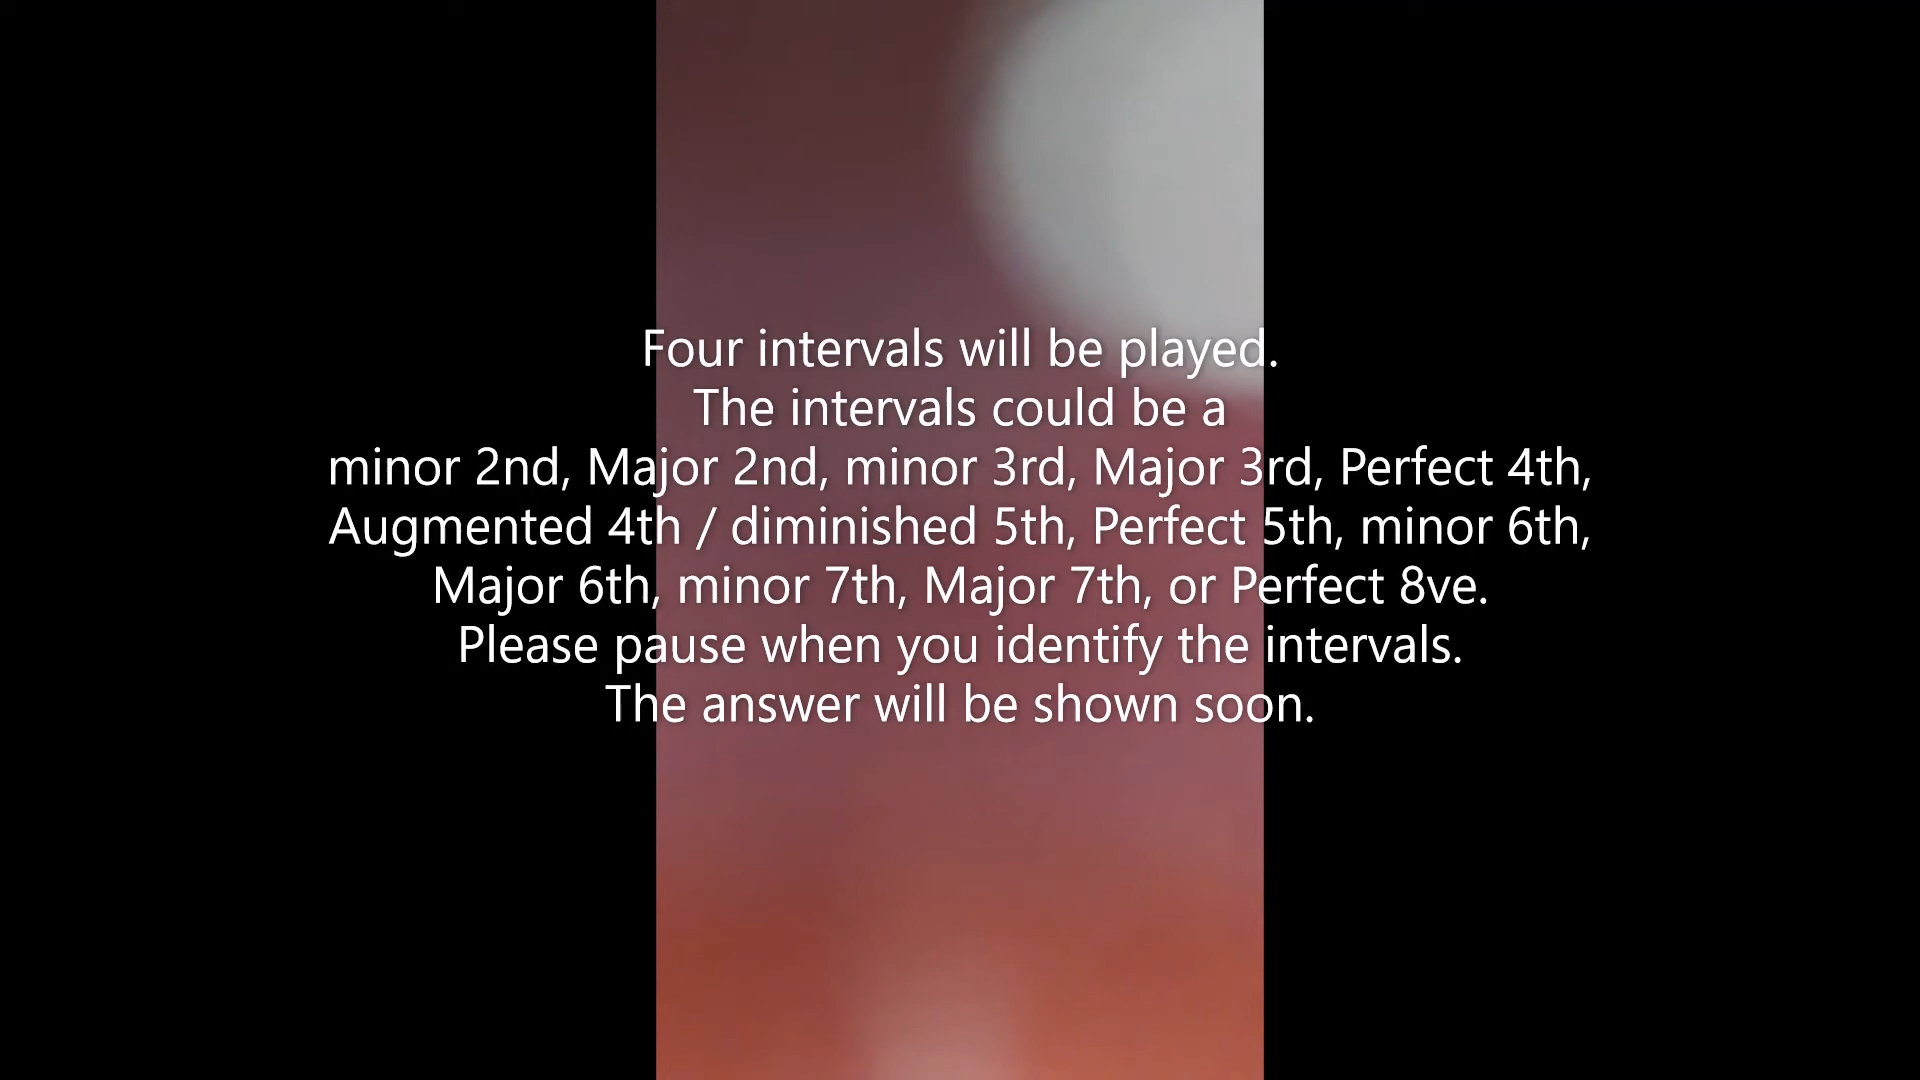 Four intervals will be played.
The intervals could be a
minor 2nd, Major 2nd, minor 3rd, Major 3rd, Perfect 4th,
Augmented 4th / diminished 5th, Perfect 5th, minor 6th,
Major 6th, minor 7th, Major 7th, or Perfect 8ve.
Please pause when you identify the intervals.
The answer will be shown soon.